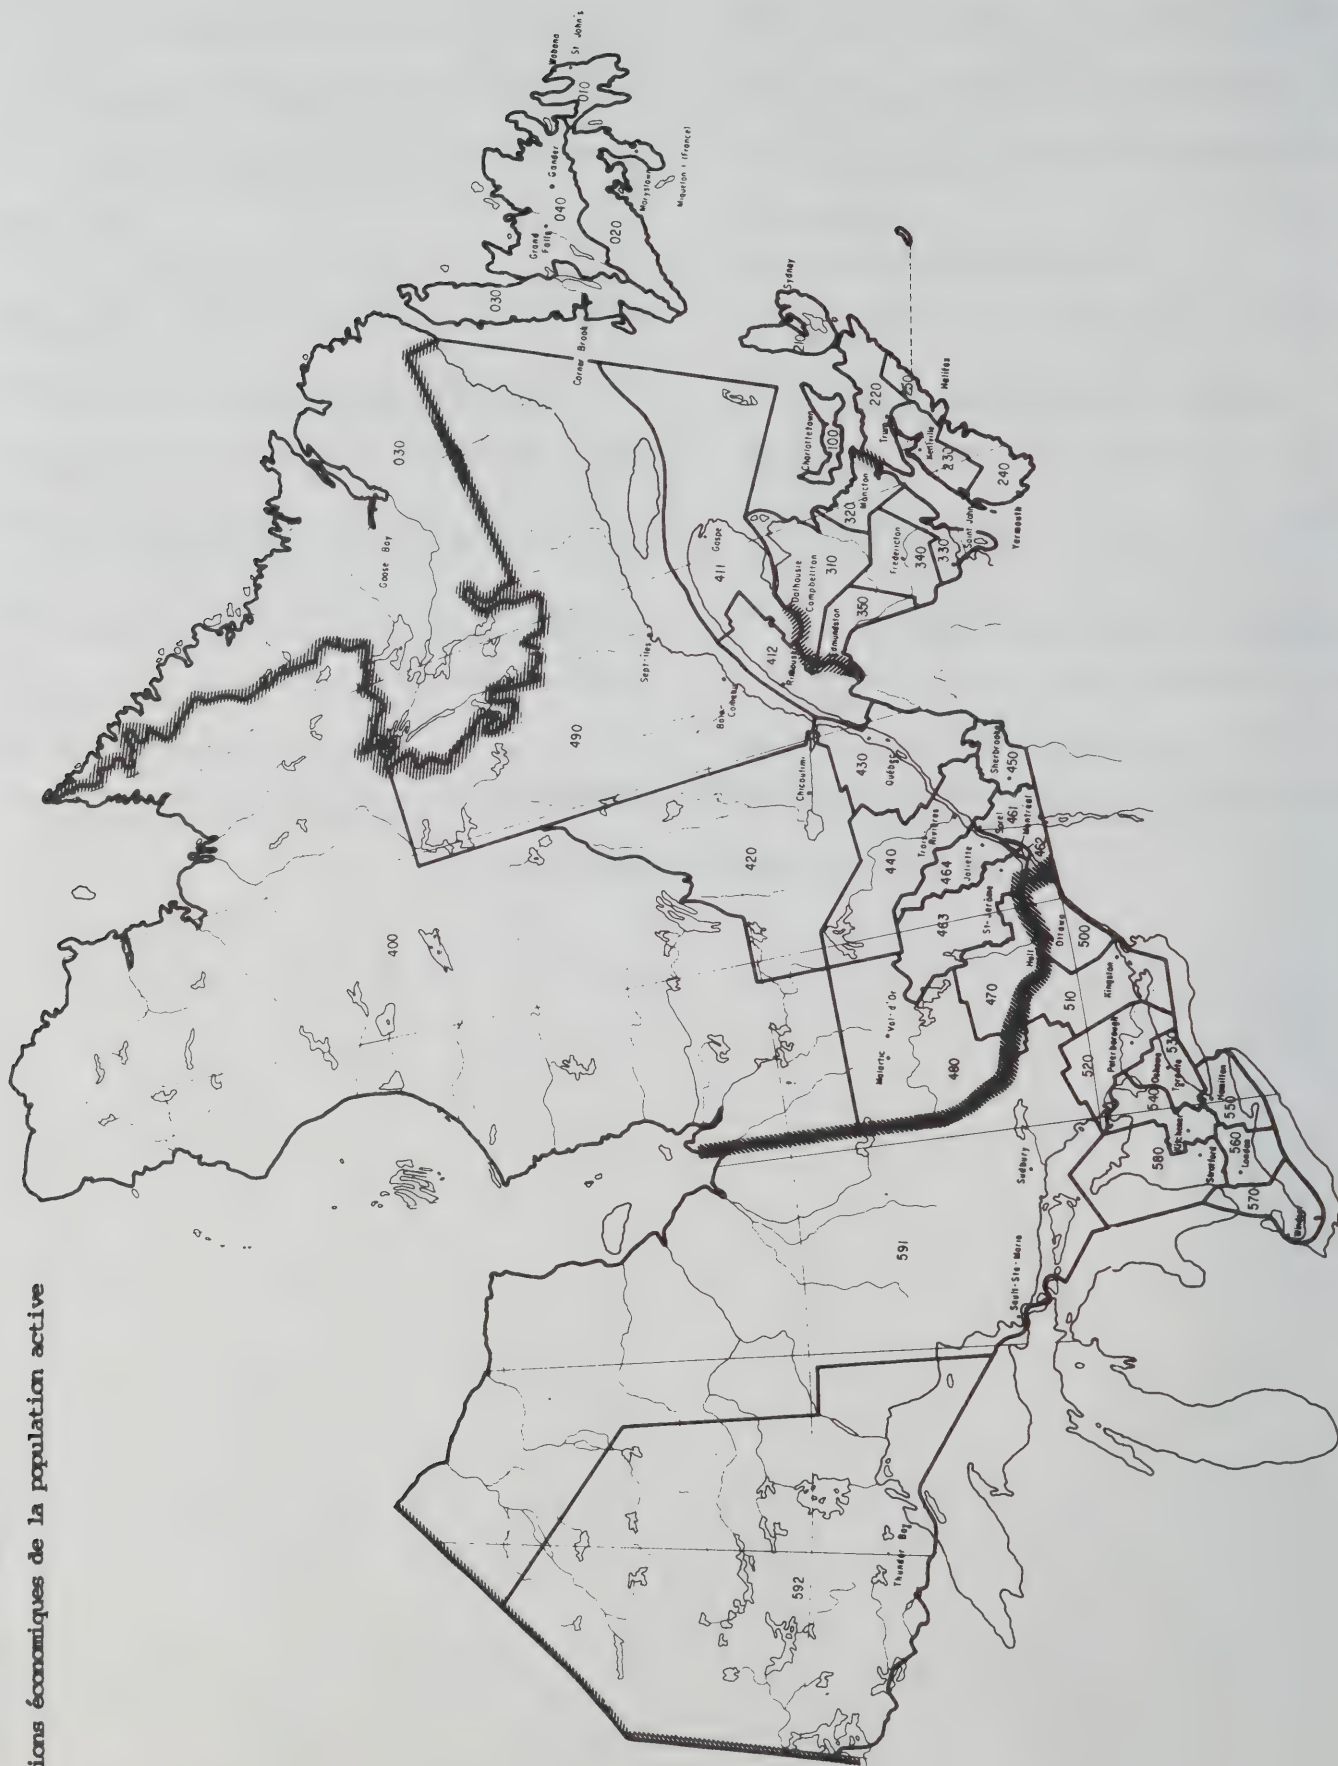 ions économiques de la population active
400
030
Goose Bay
490
Sept-Iles
Baie-
Comeau
420
Chicoutimi
430
Québec
440
Trois
Rivières
464
Joliette
463
St-Jérôme
Sorel
461
Montréal
462
Sherbrooke
450
411
Gaspe
412
Rimouski
480
Malartic
Val-d'Or
470
Hull
Ottawa
500
510
Kingston
520
Peterborough
530
Oshawa
Toronto
540
Hamilton
550
Kitchener
560
London
Stratford
570
Windsor
580
591
Sudbury
Sault-Ste-Marie
592
Thunder Bay
030
Corner Brook
Grand
Falls
040
Gander
020
010
Wabana
St John's
Marystown
Miquelon (France)
Sydney
210
220
Truro
250
Halifax
Kentville
230
240
Yarmouth
Charlottetown
100
Moncton
320
Dalhousie
Campbellton
310
Edmundston
350
Fredericton
340
330
Saint John